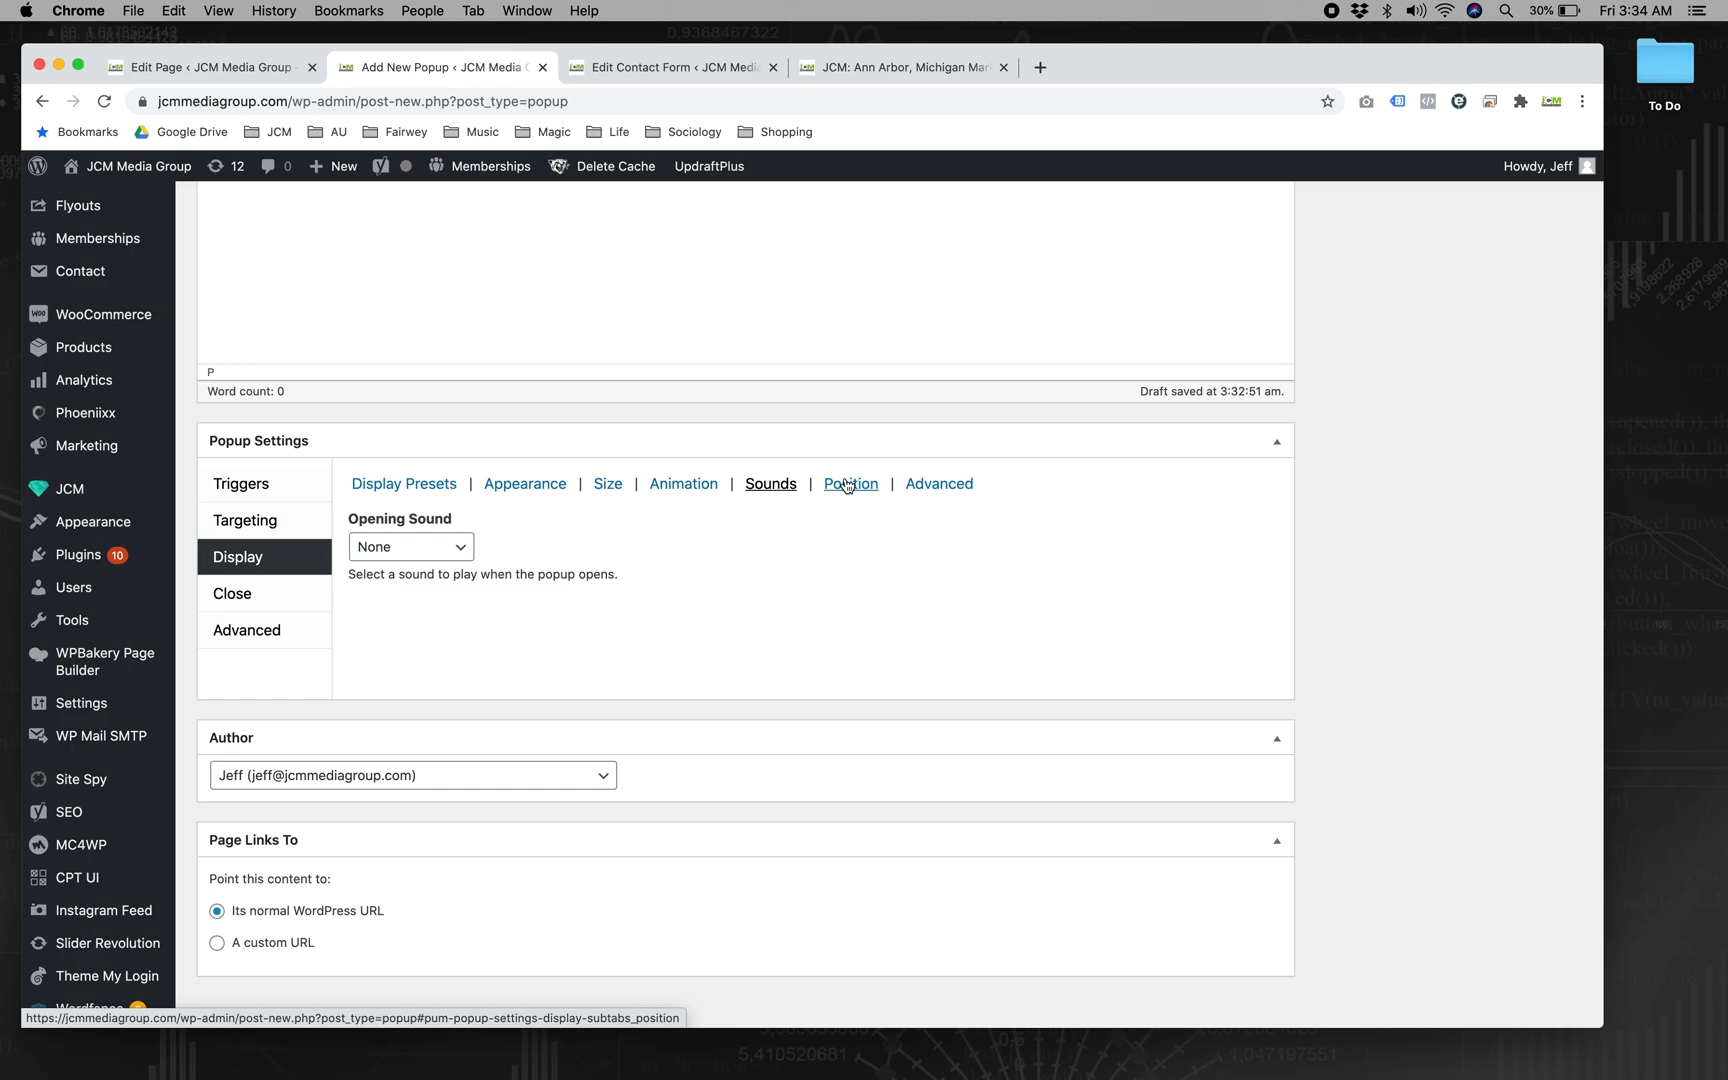 Chrome File Edit View History Bookmarks People Tab Window Help 30% Fri 3:34 AM
Edit Page ‹ JCM Media Group - Add New Popup ‹ JCM Media Edit Contact Form ‹ JCM Media JCM: Ann Arbor, Michigan Mar
jcmmediagroup.com/wp-admin/post-new.php?post_type=popup
Bookmarks Google Drive JCM AU Fairwey Music Magic Life Sociology Shopping
To Do
JCM Media Group 12 0 New Memberships Delete Cache UpdraftPlus Howdy, Jeff
Flyouts
Memberships
Contact
WooCommerce
Products
Analytics
Phoeniixx
Marketing
JCM
Appearance
Plugins 10
Users
Tools
WPBakery Page
Builder
Settings
WP Mail SMTP
Site Spy
SEO
MC4WP
CPT UI
Instagram Feed
Slider Revolution
Theme My Login
P
Word count: 0 Draft saved at 3:32:51 am.
Popup Settings
Triggers
Targeting
Display
Close
Advanced
Display Presets | Appearance | Size | Animation | Sounds | Position | Advanced
Opening Sound
None
Select a sound to play when the popup opens.
Author
Jeff (jeff@jcmmediagroup.com)
Page Links To
Point this content to:
Its normal WordPress URL
A custom URL
https://jcmmediagroup.com/wp-admin/post-new.php?post_type=popup#pum-popup-settings-display-subtabs_position
0,9368467322
5,410520681
1,047197551